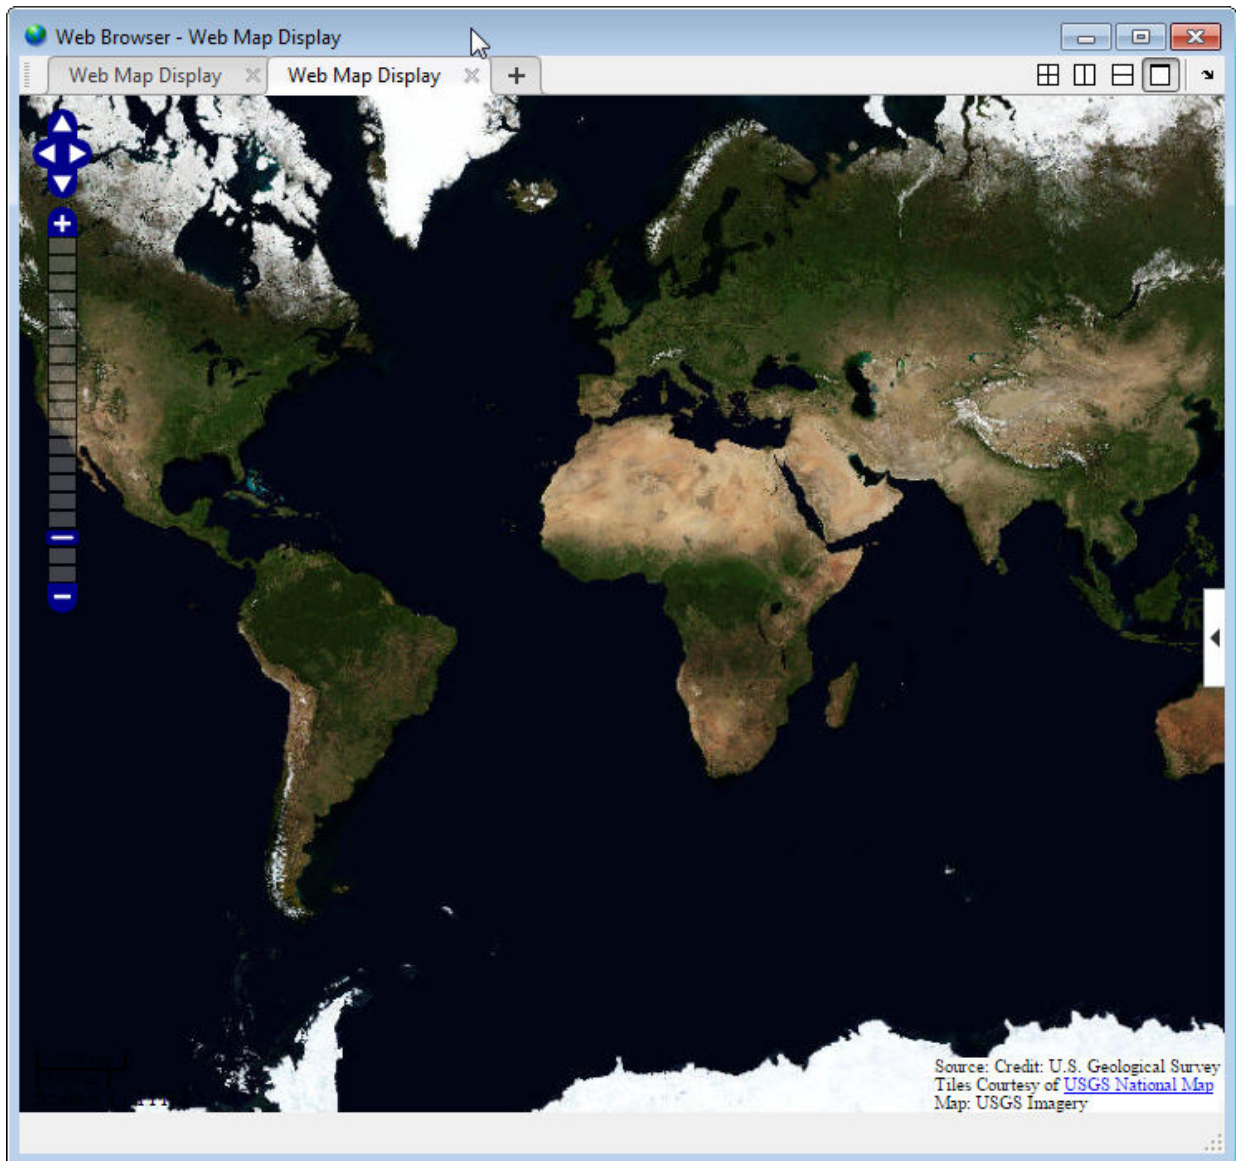 Web Browser - Web Map Display
Web Map Display
Web Map Display
Source: Credit: U.S. Geological Survey
Tiles Courtesy of USGS National Map
Map: USGS Imagery